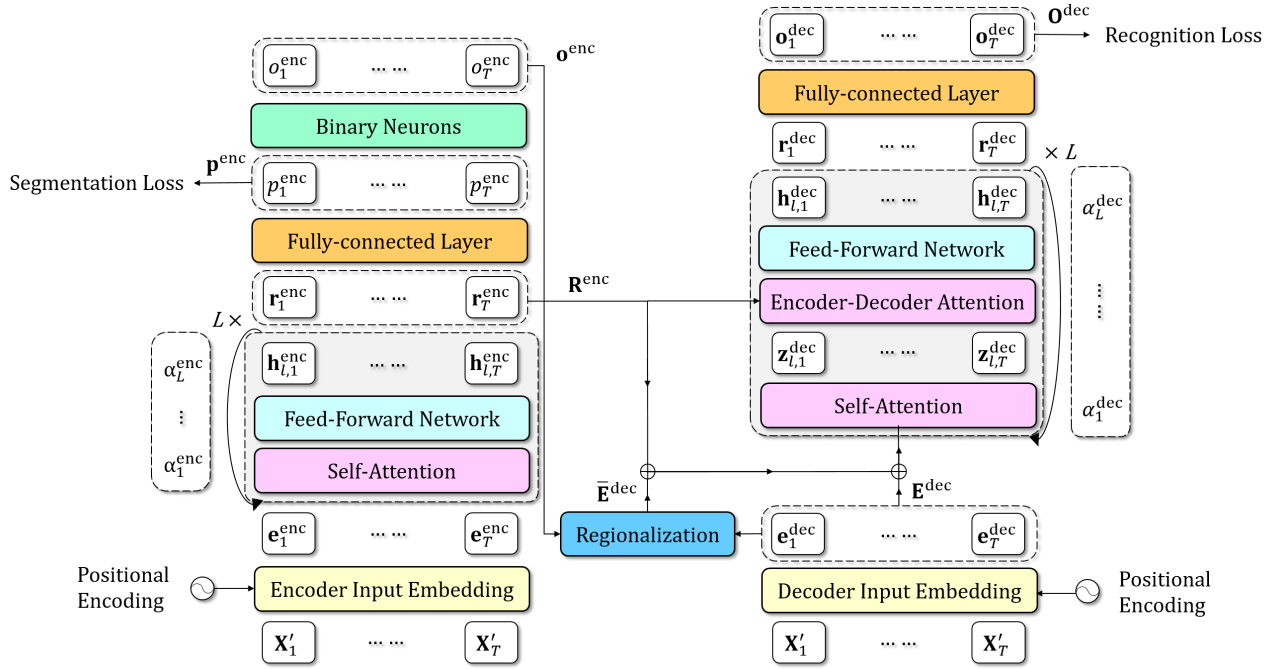 𝐨^enc
o_1^enc ⋯ ⋯ o_T^enc
Binary Neurons
𝐩^enc
Segmentation Loss
p_1^enc ⋯ ⋯ p_T^enc
Fully-connected Layer
𝐫_1^enc ⋯ ⋯ 𝐫_T^enc
𝐑^enc
L ×
α_L^enc
⋮
α_1^enc
𝐡_{l,1}^enc ⋯ ⋯ 𝐡_{l,T}^enc
Feed-Forward Network
Self-Attention
𝐞_1^enc ⋯ ⋯ 𝐞_T^enc
Positional
Encoding
Encoder Input Embedding
𝐗′_1 ⋯ ⋯ 𝐗′_T
𝐎^dec
Recognition Loss
𝐨_1^dec ⋯ ⋯ 𝐨_T^dec
Fully-connected Layer
𝐫_1^dec ⋯ ⋯ 𝐫_T^dec
× L
α_L^dec
⋮ ⋮
α_1^dec
𝐡_{l,1}^dec ⋯ ⋯ 𝐡_{l,T}^dec
Feed-Forward Network
Encoder-Decoder Attention
𝐳_{l,1}^dec ⋯ ⋯ 𝐳_{l,T}^dec
Self-Attention
𝐄̅^dec
𝐄^dec
Regionalization
𝐞_1^dec ⋯ ⋯ 𝐞_T^dec
Decoder Input Embedding
Positional
Encoding
𝐗′_1 ⋯ ⋯ 𝐗′_T